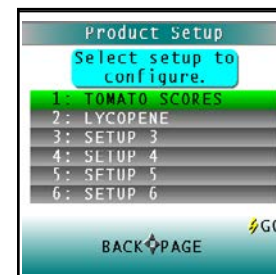 Product Setup
Select setup to
configure.
1: TOMATO SCORES
2: LYCOPENE
3: SETUP 3
4: SETUP 4
5: SETUP 5
6: SETUP 6
GO
BACK PAGE